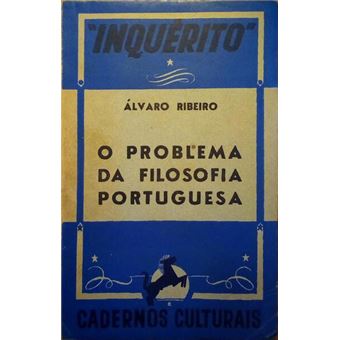 "INQUÉRITO"
ÁLVARO RIBEIRO
O PROBLEMA
DA FILOSOFIA
PORTUGUESA
CADERNOS CULTURAIS